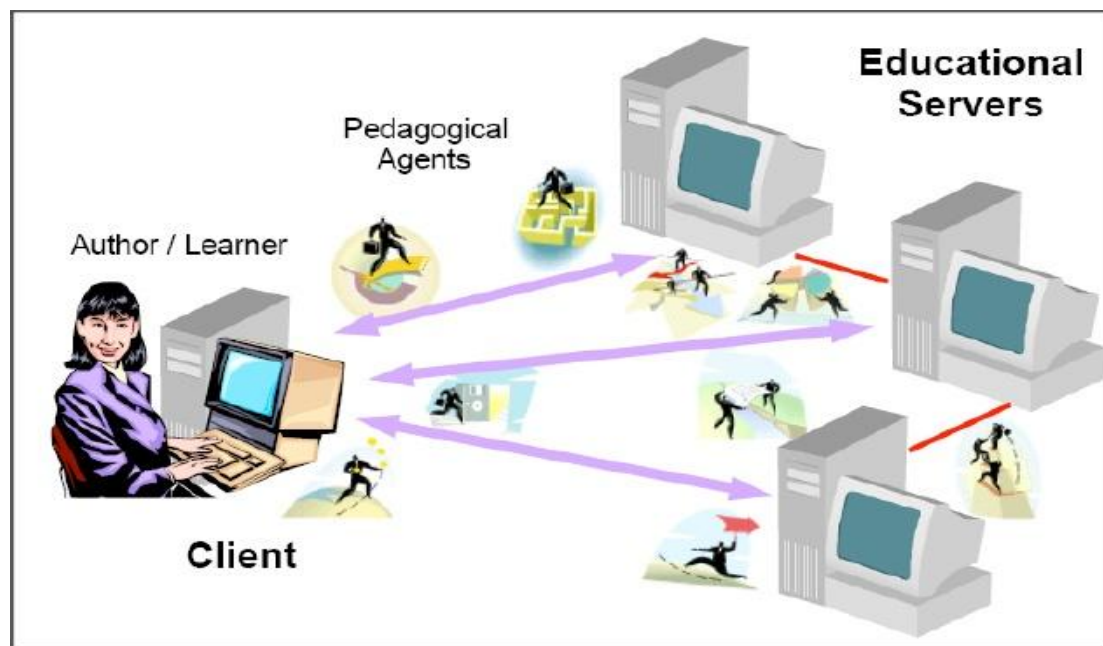 Educational
Servers
Pedagogical
Agents
Author / Learner
Client